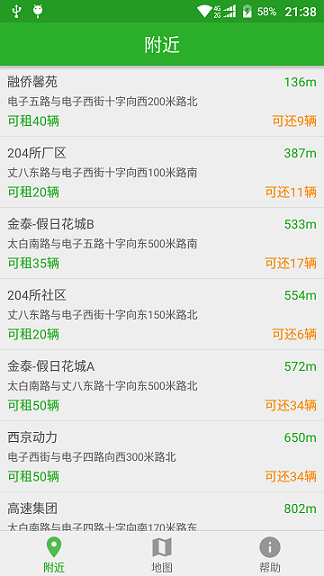 4G 2G 58% 21:38
附近
融侨馨苑 136m
电子五路与电子西街十字向西200米路北
可租40辆 可还9辆
204所厂区 387m
丈八东路与电子西街十字向西100米路南
可租20辆 可还11辆
金泰-假日花城B 533m
太白南路与电子五路十字向东500米路南
可租35辆 可还17辆
204所社区 554m
丈八东路与电子西街十字向东150米路北
可租20辆 可还6辆
金泰-假日花城A 572m
太白南路与丈八东路十字向东500米路北
可租50辆 可还34辆
西京动力 650m
电子西街与电子四路向西300米路北
可租50辆 可还34辆
高速集团 802m
太白南路与电子四路十字向南170米路东
附近 地图 帮助